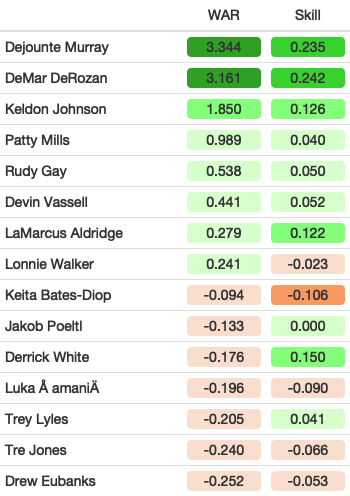 WAR Skill
Dejounte Murray 3.344 0.235
DeMar DeRozan 3.161 0.242
Keldon Johnson 1.850 0.126
Patty Mills 0.989 0.040
Rudy Gay 0.538 0.050
Devin Vassell 0.441 0.052
LaMarcus Aldridge 0.279 0.122
Lonnie Walker 0.241 -0.023
Keita Bates-Diop -0.094 -0.106
Jakob Poeltl -0.133 0.000
Derrick White -0.176 0.150
Luka Å amaniÄ -0.196 -0.090
Trey Lyles -0.205 0.041
Tre Jones -0.240 -0.066
Drew Eubanks -0.252 -0.053